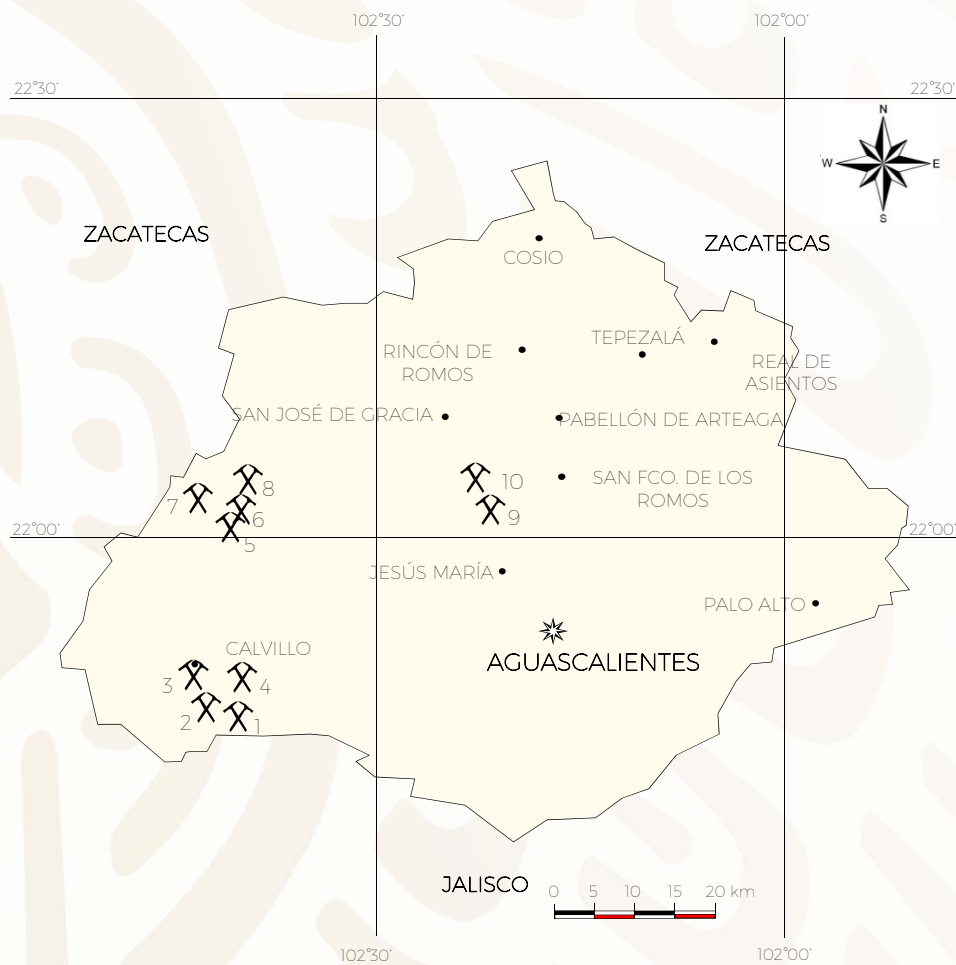 102°30'
102°00'
22°30'
22°30'
N
W
E
S
ZACATECAS
ZACATECAS
COSIO
RINCÓN DE
ROMOS
TEPEZALÁ
REAL DE
ASIENTOS
SAN JOSÉ DE GRACIA
PABELLÓN DE ARTEAGA
8
7
6
5
10
9
SAN FCO. DE LOS
ROMOS
22°00'
22°00'
JESÚS MARÍA
PALO ALTO
AGUASCALIENTES
CALVILLO
3
4
2
1
JALISCO
0 5 10 15 20 km
102°30'
102°00'